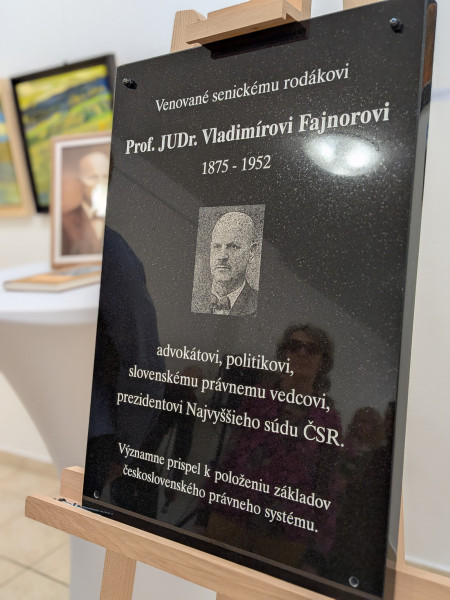 Venované senickému rodákovi
Prof. JUDr. Vladimírovi Fajnorovi
1875 - 1952
advokátovi, politikovi,
slovenskému právnemu vedcovi,
prezidentovi Najvyššieho súdu ČSR.
Významne prispel k položeniu základov
československého právneho systému.